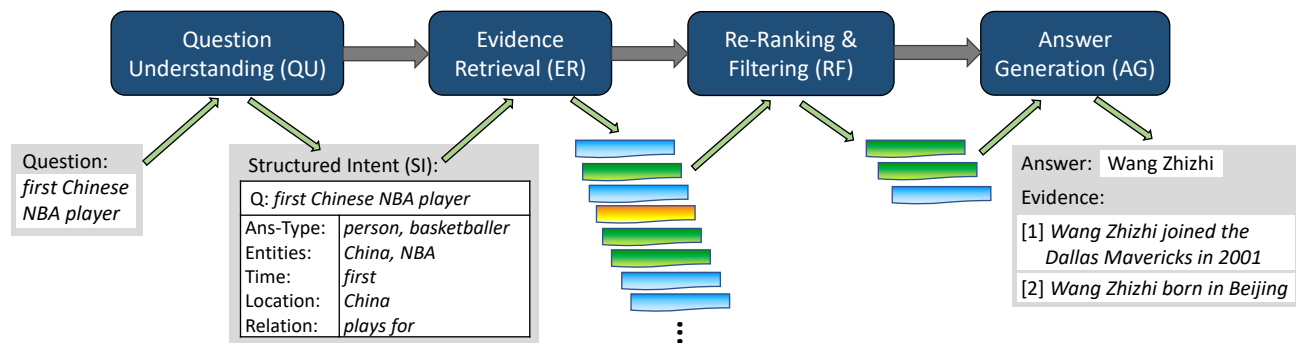 Question
Understanding (QU)
Evidence
Retrieval (ER)
Re-Ranking &
Filtering (RF)
Answer
Generation (AG)
Question:
first Chinese
NBA player
Structured Intent (SI):
Q: first Chinese NBA player
Ans-Type: person, basketballer
Entities: China, NBA
Time: first
Location: China
Relation: plays for
Answer: Wang Zhizhi
Evidence:
[1] Wang Zhizhi joined the
Dallas Mavericks in 2001
[2] Wang Zhizhi born in Beijing